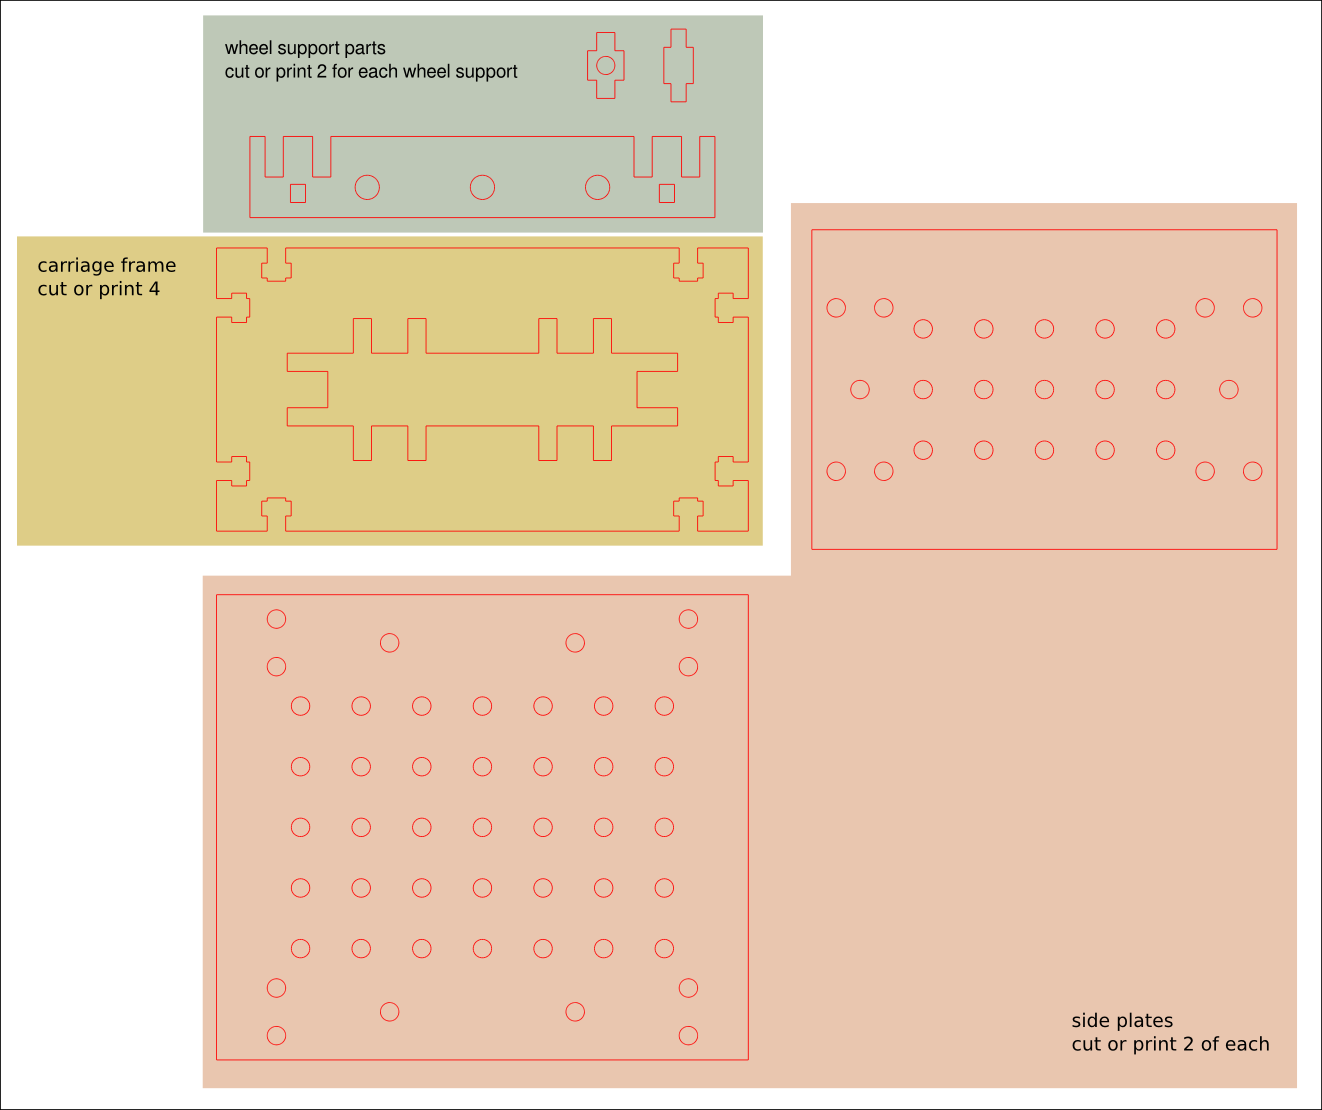 wheel support parts
cut or print 2 for each wheel support
carriage frame
cut or print 4
side plates
cut or print 2 of each